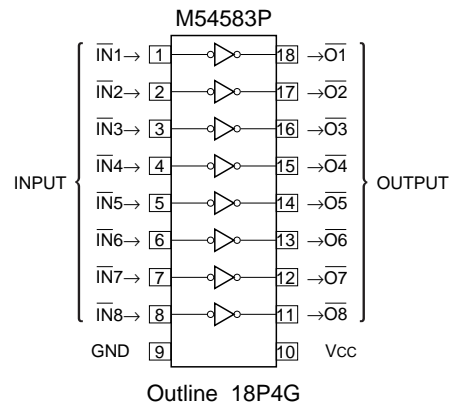 M54583P
IN1→ 1 18 →O1
IN2→ 2 17 →O2
IN3→ 3 16 →O3
IN4→ 4 15 →O4
INPUT OUTPUT
IN5→ 5 14 →O5
IN6→ 6 13 →O6
IN7→ 7 12 →O7
IN8→ 8 11 →O8
GND 9 10 VCC
Outline 18P4G